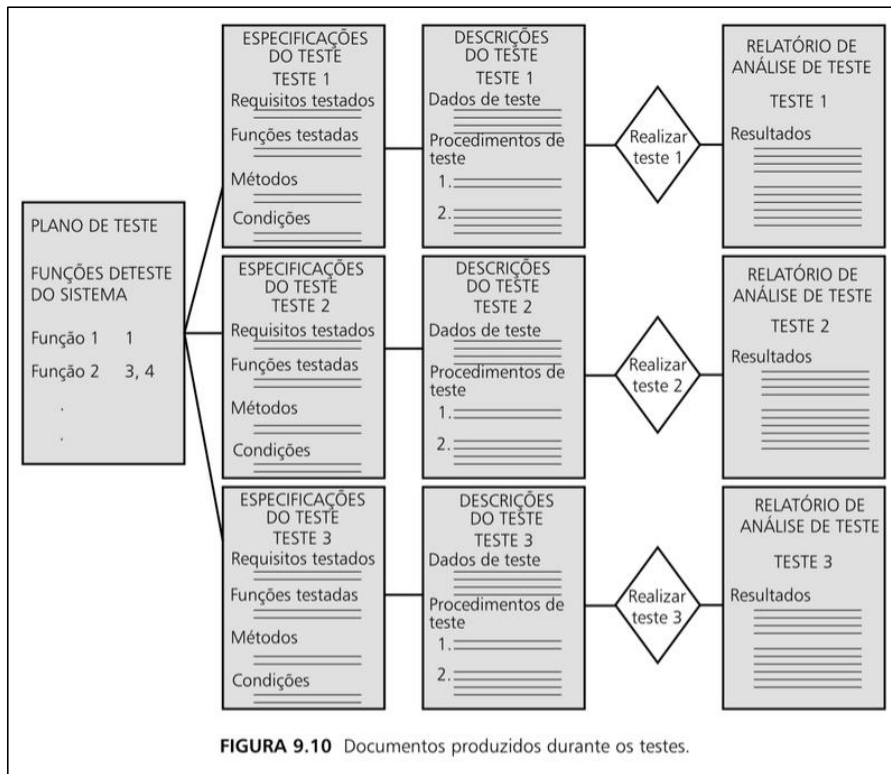 PLANO DE TESTE
FUNÇÕES DETESTE
DO SISTEMA
Função 1 1
Função 2 3, 4
.
.
ESPECIFICAÇÕES
DO TESTE
TESTE 1
Requisitos testados
Funções testadas
Métodos
Condições
DESCRIÇÕES
DO TESTE
TESTE 1
Dados de teste
Procedimentos de
teste
1.
2.
Realizar
teste 1
RELATÓRIO DE
ANÁLISE DE TESTE
TESTE 1
Resultados
ESPECIFICAÇÕES
DO TESTE
TESTE 2
Requisitos testados
Funções testadas
Métodos
Condições
DESCRIÇÕES
DO TESTE
TESTE 2
Dados de teste
Procedimentos de
teste
1.
2.
Realizar
teste 2
RELATÓRIO DE
ANÁLISE DE TESTE
TESTE 2
Resultados
ESPECIFICAÇÕES
DO TESTE
TESTE 3
Requisitos testados
Funções testadas
Métodos
Condições
DESCRIÇÕES
DO TESTE
TESTE 3
Dados de teste
Procedimentos de
teste
1.
2.
Realizar
teste 3
RELATÓRIO DE
ANÁLISE DE TESTE
TESTE 3
Resultados
FIGURA 9.10 Documentos produzidos durante os testes.